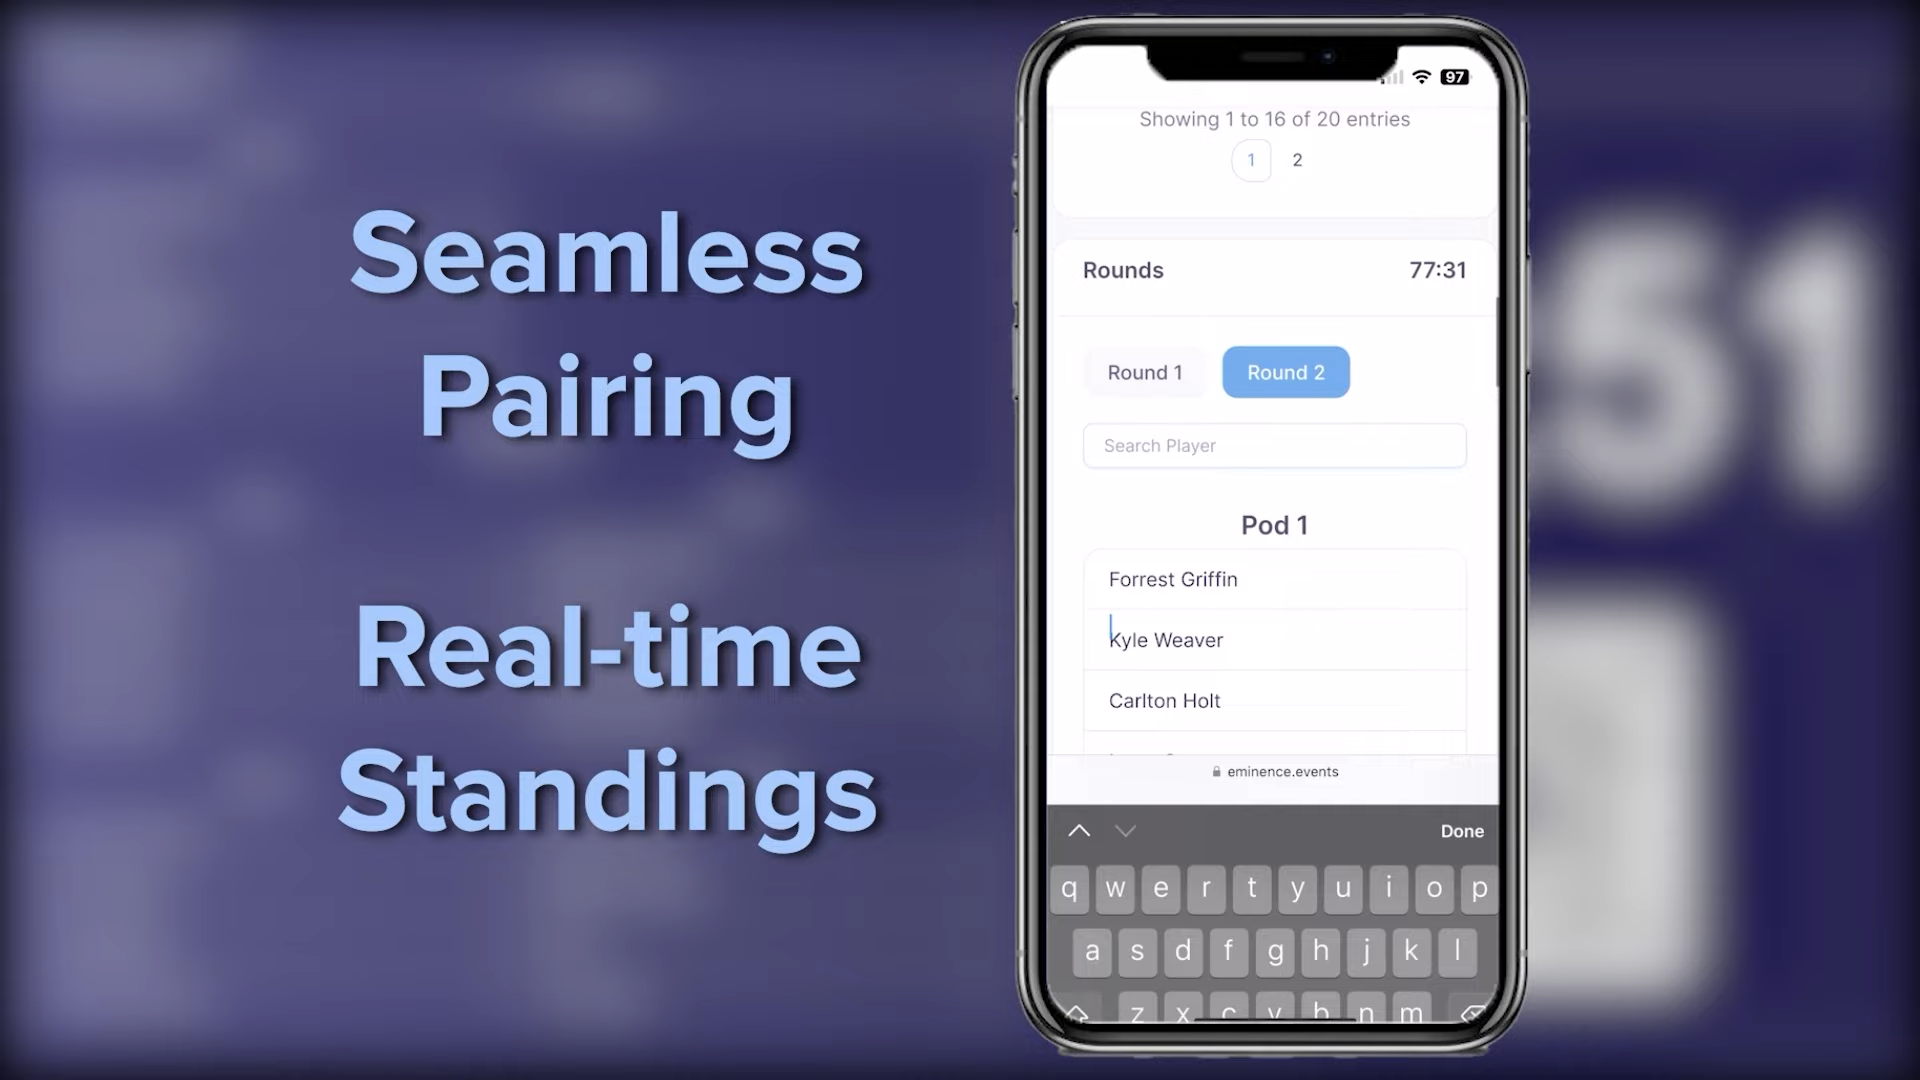 Seamless
Pairing
Real-time
Standings
97
Showing 1 to 16 of 20 entries
1 2
Rounds 77:31
Round 1 Round 2
Search Player
Pod 1
Forrest Griffin
Kyle Weaver
Carlton Holt
eminence.events
Done
q w e r t y u i o p
a s d f g h j k l
z x c v b n m
51